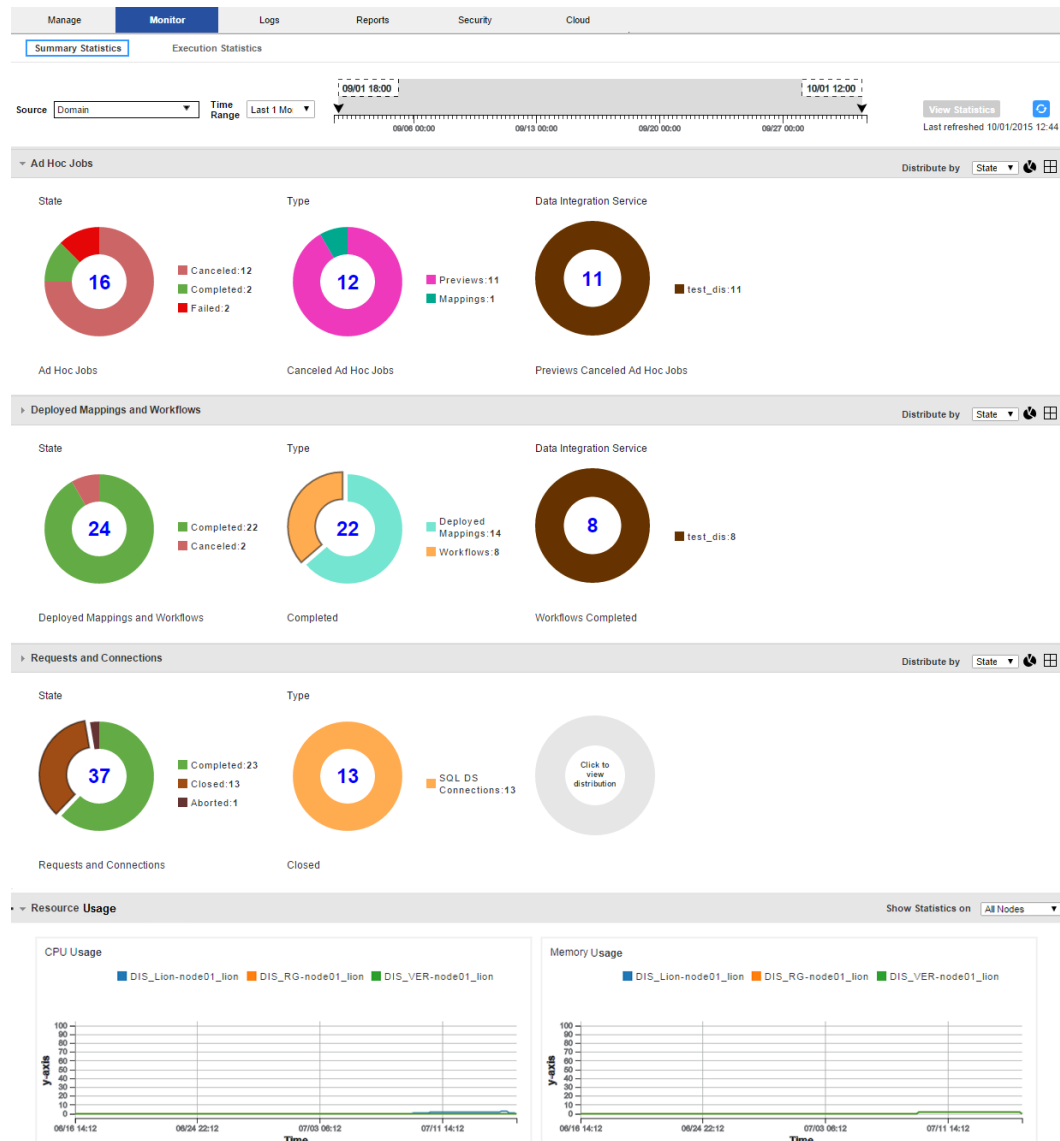 Manage Monitor Logs Reports Security Cloud
Summary Statistics Execution Statistics
09/01 18:00 10/01 12:00
Source Domain Time Range Last 1 Mo View Statistics
09/06 00:00 09/13 00:00 09/20 00:00 09/27 00:00
Last refreshed 10/01/2015 12:44
Ad Hoc Jobs Distribute by State
State Type Data Integration Service
16 Canceled:12 Completed:2 Failed:2
12 Previews:11 Mappings:1
11 test_dis:11
Ad Hoc Jobs Canceled Ad Hoc Jobs Previews Canceled Ad Hoc Jobs
Deployed Mappings and Workflows Distribute by State
State Type Data Integration Service
24 Completed:22 Canceled:2
22 Deployed Mappings:14 Workflows:8
8 test_dis:8
Deployed Mappings and Workflows Completed Workflows Completed
Requests and Connections Distribute by State
State Type
37 Completed:23 Closed:13 Aborted:1
13 SQL DS Connections:13
Click to view distribution
Requests and Connections Closed
Resource Usage Show Statistics on All Nodes
CPU Usage
DIS_Lion-node01_lion DIS_RG-node01_lion DIS_VER-node01_lion
100
90
80
70
60
50
40
30
20
10
0
y-axis
06/16 14:12 06/24 22:12 07/03 06:12 07/11 14:12
Time
Memory Usage
DIS_Lion-node01_lion DIS_RG-node01_lion DIS_VER-node01_lion
100
90
80
70
60
50
40
30
20
10
0
y-axis
06/16 14:12 06/24 22:12 07/03 06:12 07/11 14:12
Time